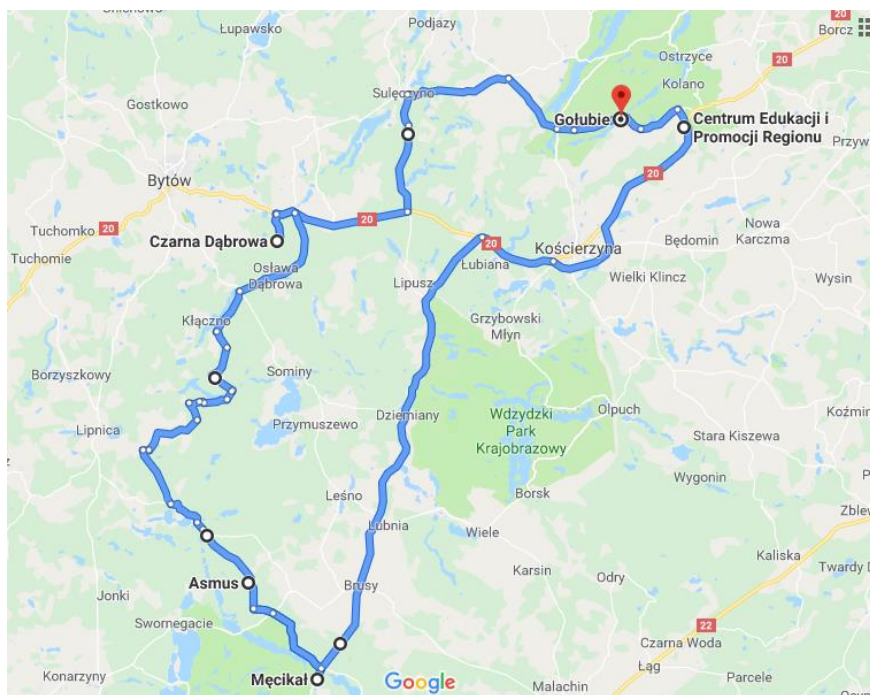 Łupawsko
Podjazy
20
Borcz
Ostrzyce
Kolano
Gostkowo
Sulęczyno
Gołubie
Centrum Edukacji i
Promocji Regionu
Przyw
Bytów
20
Tuchomko
20
Tuchomie
Czarna Dąbrowa
20
20
Łubiana
Kościerzyna
Będomin
Nowa
Karczma
Osława
Dąbrowa
Lipusz
Wielki Klincz
Wysin
Kłączno
Grzybowski
Młyn
Borzyszkowy
Sominy
Lipnica
Przymuszewo
Dziemiany
Wdzydzki
Park
Krajobrazowy
Olpuch
Koźmin
Stara Kiszewa
Wygonin
Leśno
Borsk
Lubnia
Wiele
Zblew
Kaliska
Asmus
Brusy
Karsin
Odry
Twardy D
Jonki
Swornegacie
22
Czarna Woda
Łąg
Konarzyny
Męcikał
Google
Malachin
Parcele